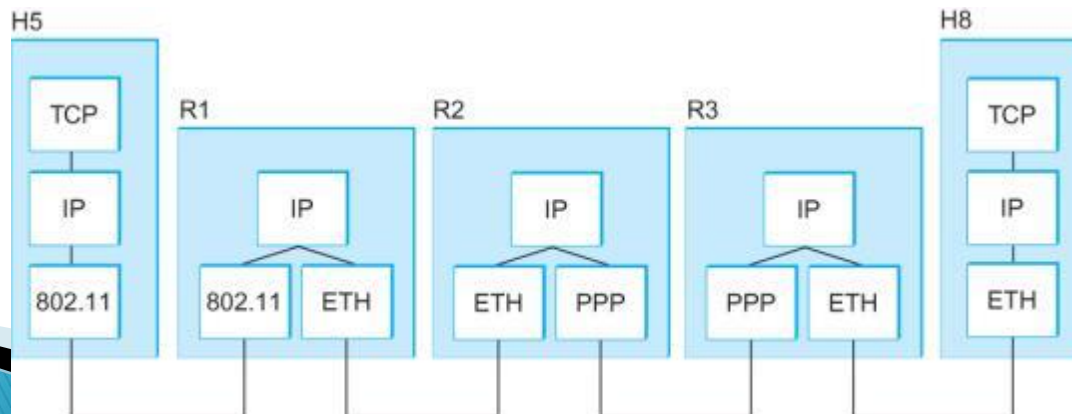 H5
H8
TCP
R1
R2
R3
TCP
IP
IP
IP
IP
IP
802.11
802.11
ETH
ETH
PPP
PPP
ETH
ETH